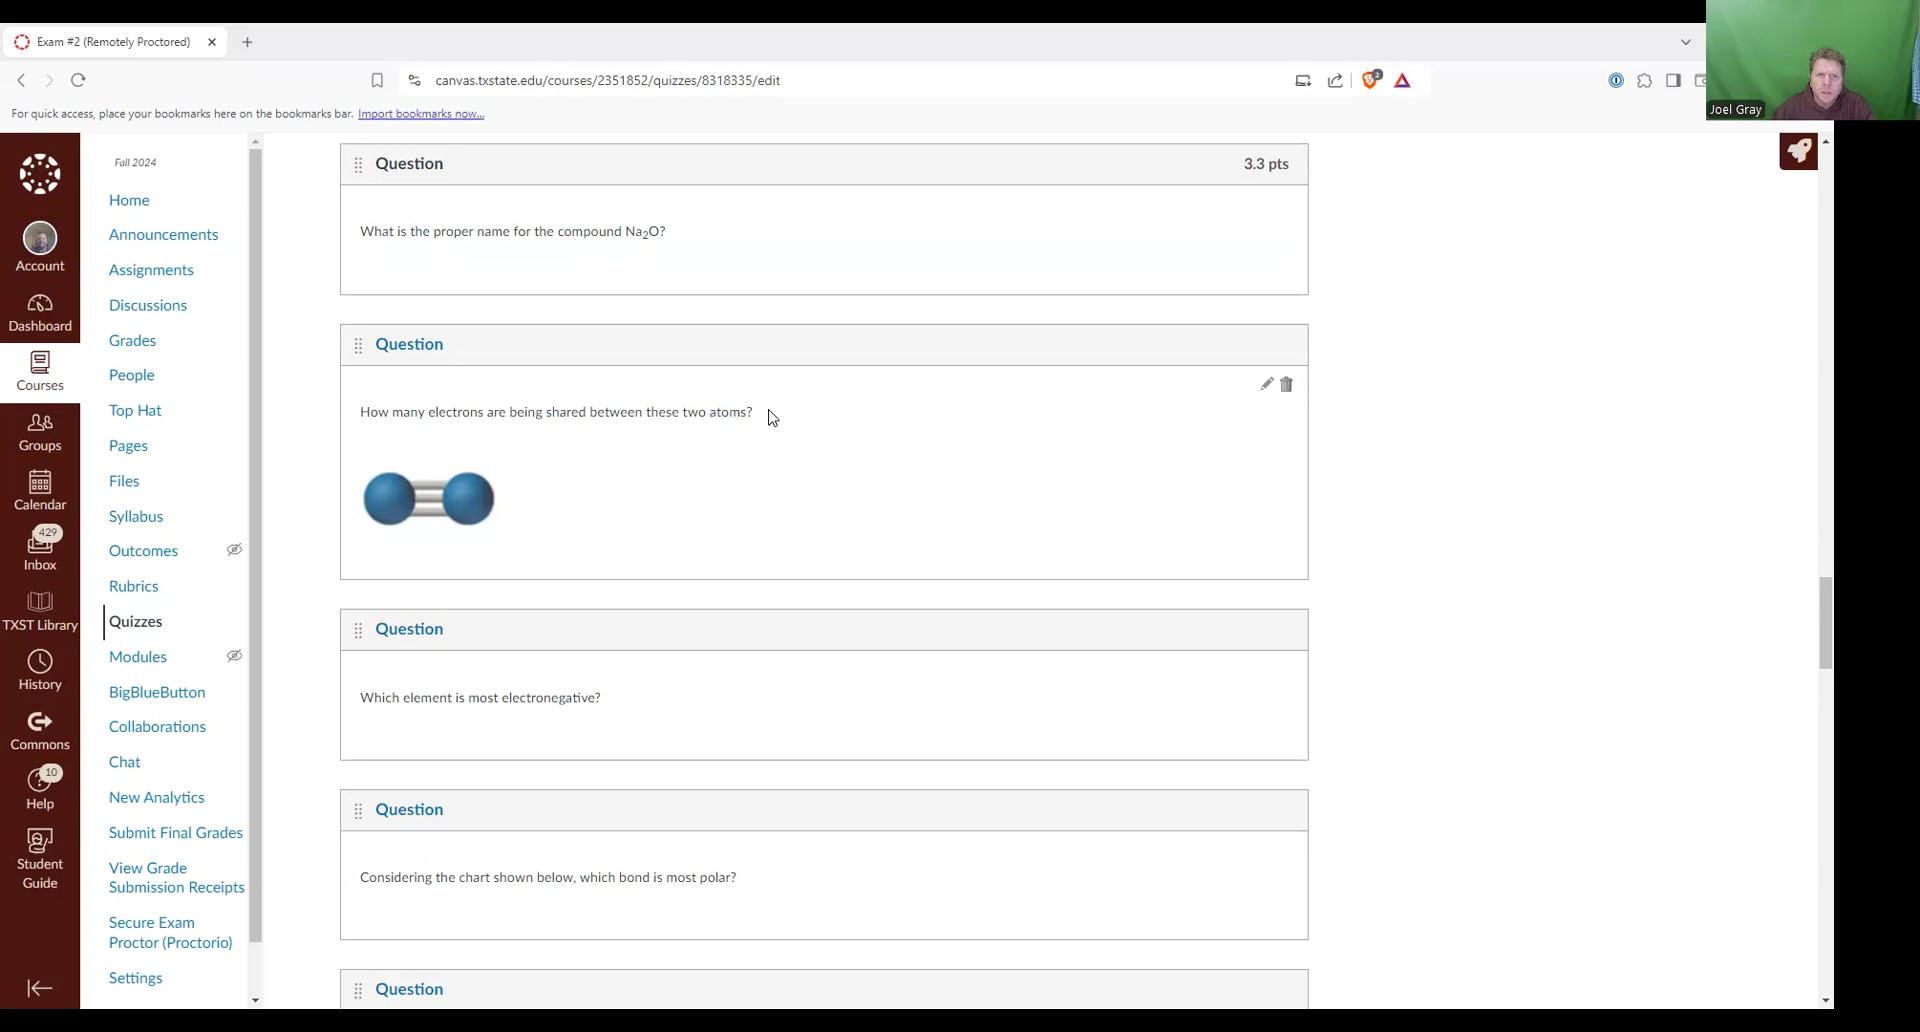 Exam #2 (Remotely Proctored)
canvas.txstate.edu/courses/2351852/quizzes/8318335/edit
2
For quick access, place your bookmarks here on the bookmarks bar. Import bookmarks now...
Joel Gray
Account
Dashboard
Courses
Groups
Calendar
429
Inbox
TXST Library
History
Commons
10
Help
Student
Guide
Fall 2024
Home
Announcements
Assignments
Discussions
Grades
People
Top Hat
Pages
Files
Syllabus
Outcomes
Rubrics
Quizzes
Modules
BigBlueButton
Collaborations
Chat
New Analytics
Submit Final Grades
View Grade
Submission Receipts
Secure Exam
Proctor (Proctorio)
Settings
Question 3.3 pts
What is the proper name for the compound Na₂O?
Question
How many electrons are being shared between these two atoms?
Question
Which element is most electronegative?
Question
Considering the chart shown below, which bond is most polar?
Question